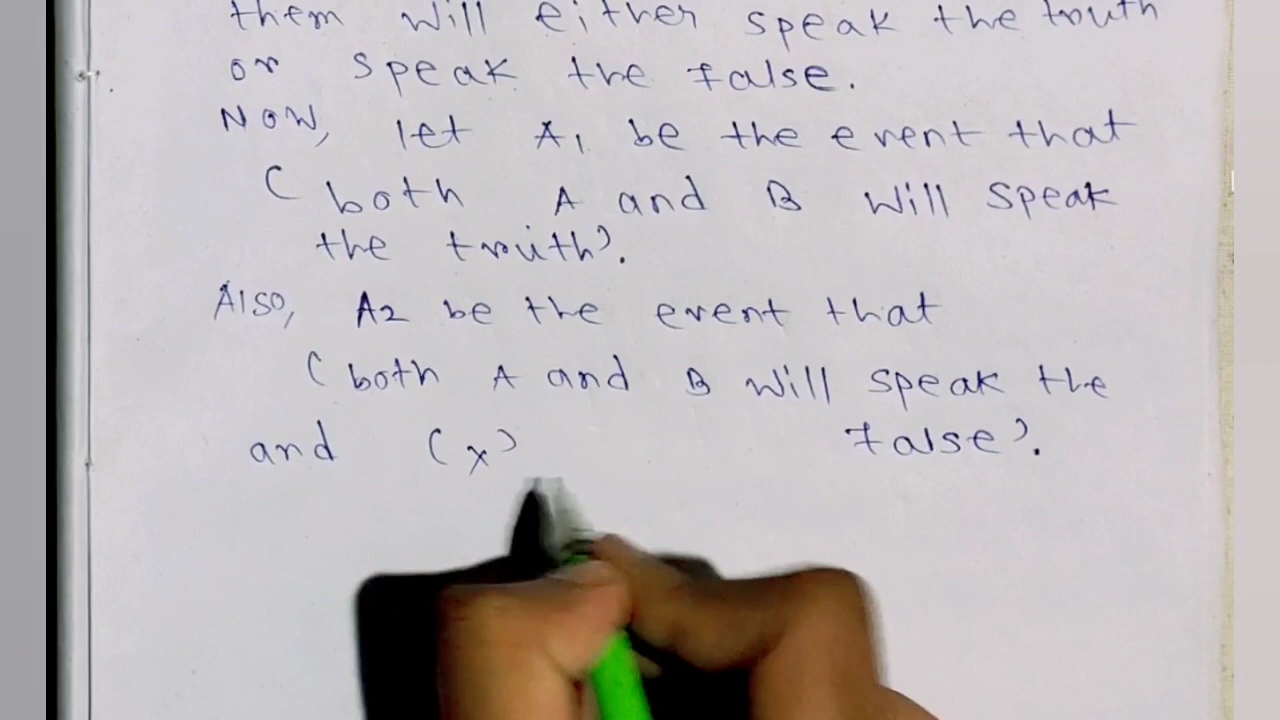 them will either speak the truth
or speak the false.
Now, let A1 be the event that
(both A and B will speak
the truth).
Also, A2 be the event that
(both A and B will speak the
false).
and (x)